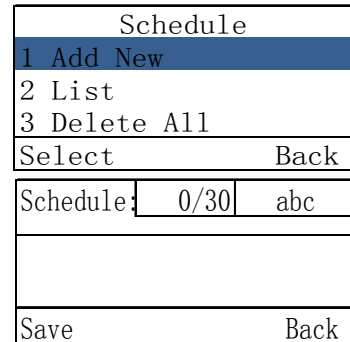 Schedule
1 Add New
2 List
3 Delete All
Select Back
Schedule: 0/30 abc
Save Back